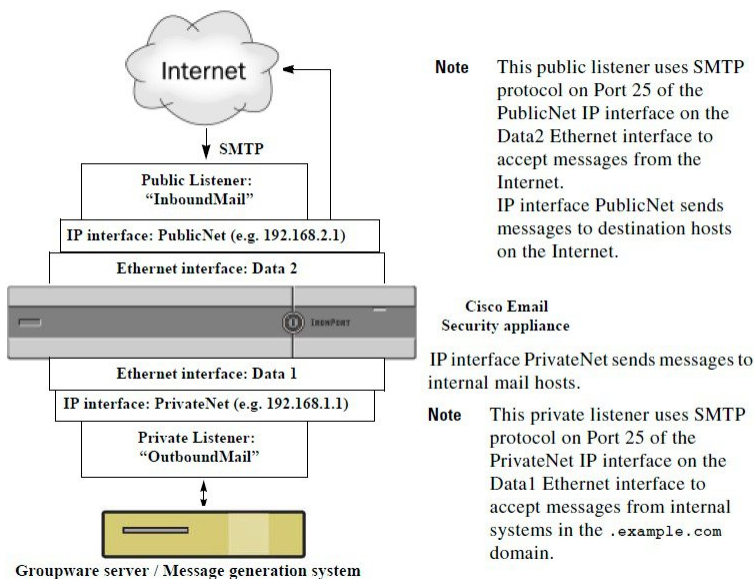 Internet
SMTP
Public Listener:
“InboundMail”
IP interface: PublicNet (e.g. 192.168.2.1)
Ethernet interface: Data 2
IRONPORT
Ethernet interface: Data 1
IP interface: PrivateNet (e.g. 192.168.1.1)
Private Listener:
“OutboundMail”
Groupware server / Message generation system
Note This public listener uses SMTP
protocol on Port 25 of the
PublicNet IP interface on the
Data2 Ethernet interface to
accept messages from the
Internet.
IP interface PublicNet sends
messages to destination hosts
on the Internet.
Cisco Email
Security appliance
IP interface PrivateNet sends messages to
internal mail hosts.
Note This private listener uses SMTP
protocol on Port 25 of the
PrivateNet IP interface on the
Data1 Ethernet interface to
accept messages from internal
systems in the .example.com
domain.